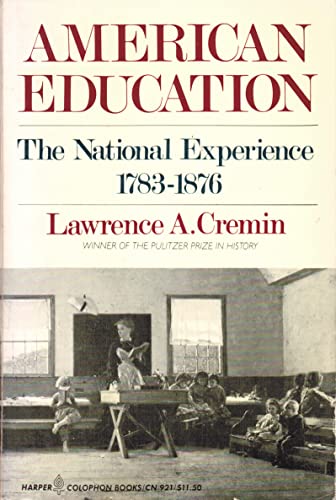 AMERICAN
EDUCATION
The National Experience
1783-1876
Lawrence A. Cremin
WINNER OF THE PULITZER PRIZE IN HISTORY
HARPER COLOPHON BOOKS/CN 921/$11.50